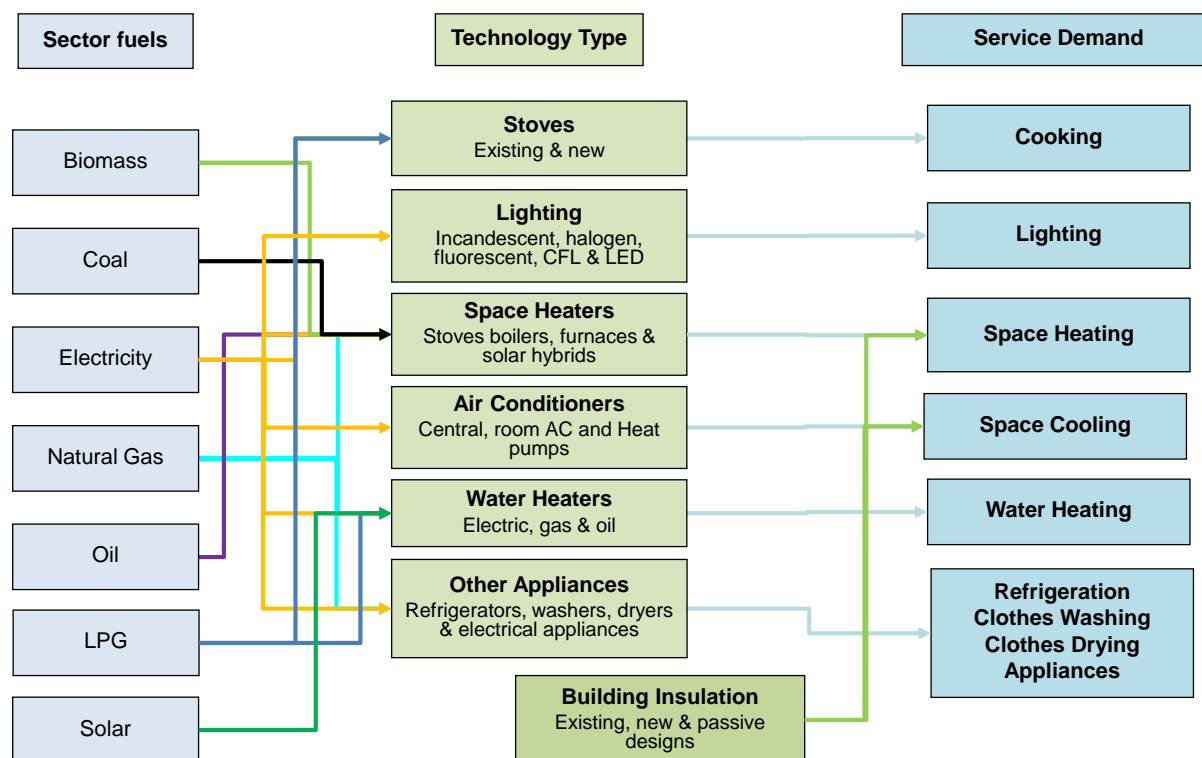 Sector fuels
Technology Type
Service Demand
Biomass
Coal
Electricity
Natural Gas
Oil
LPG
Solar
Stoves
Existing & new
Lighting
Incandescent, halogen,
fluorescent, CFL & LED
Space Heaters
Stoves boilers, furnaces &
solar hybrids
Air Conditioners
Central, room AC and Heat
pumps
Water Heaters
Electric, gas & oil
Other Appliances
Refrigerators, washers, dryers
& electrical appliances
Building Insulation
Existing, new & passive
designs
Cooking
Lighting
Space Heating
Space Cooling
Water Heating
Refrigeration
Clothes Washing
Clothes Drying
Appliances